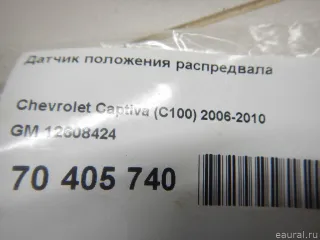 Датчик положения распредвала
Chevrolet Captiva (C100) 2006-2010
GM 12608424
70 405 740
© eaural.ru